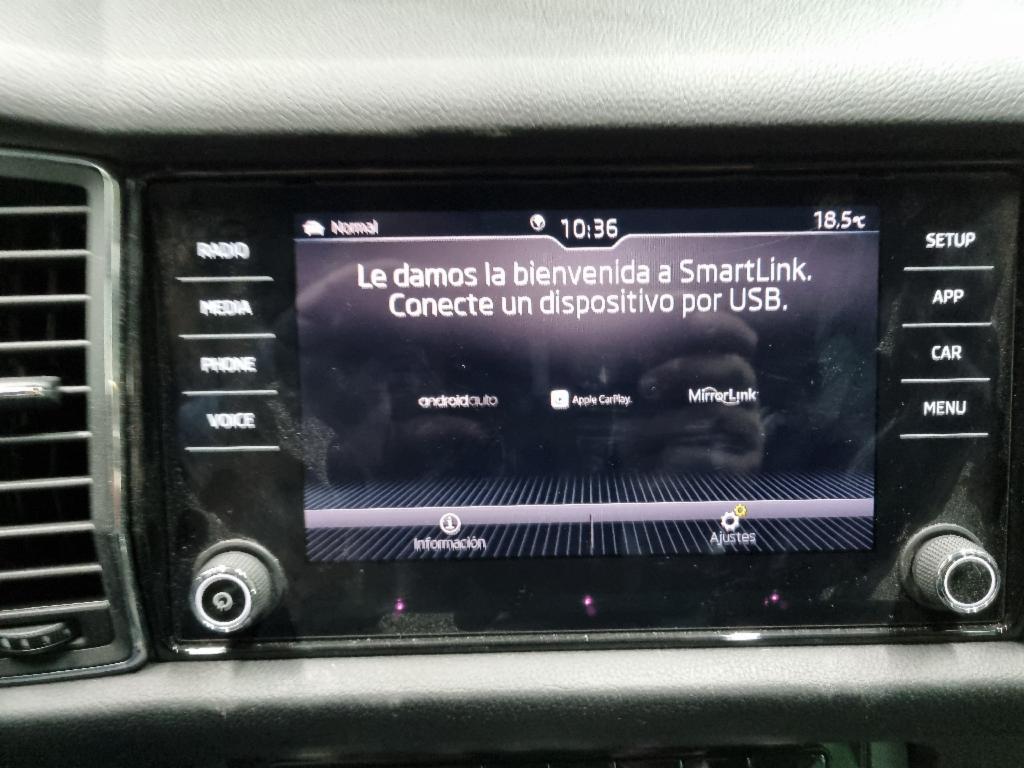 Normal
10:36
18.5°C
RADIO
MEDIA
PHONE
VOICE
Le damos la bienvenida a SmartLink.
Conecte un dispositivo por USB.
androidauto
Apple CarPlay.
MirrorLink
Información
Ajustes
SETUP
APP
CAR
MENU